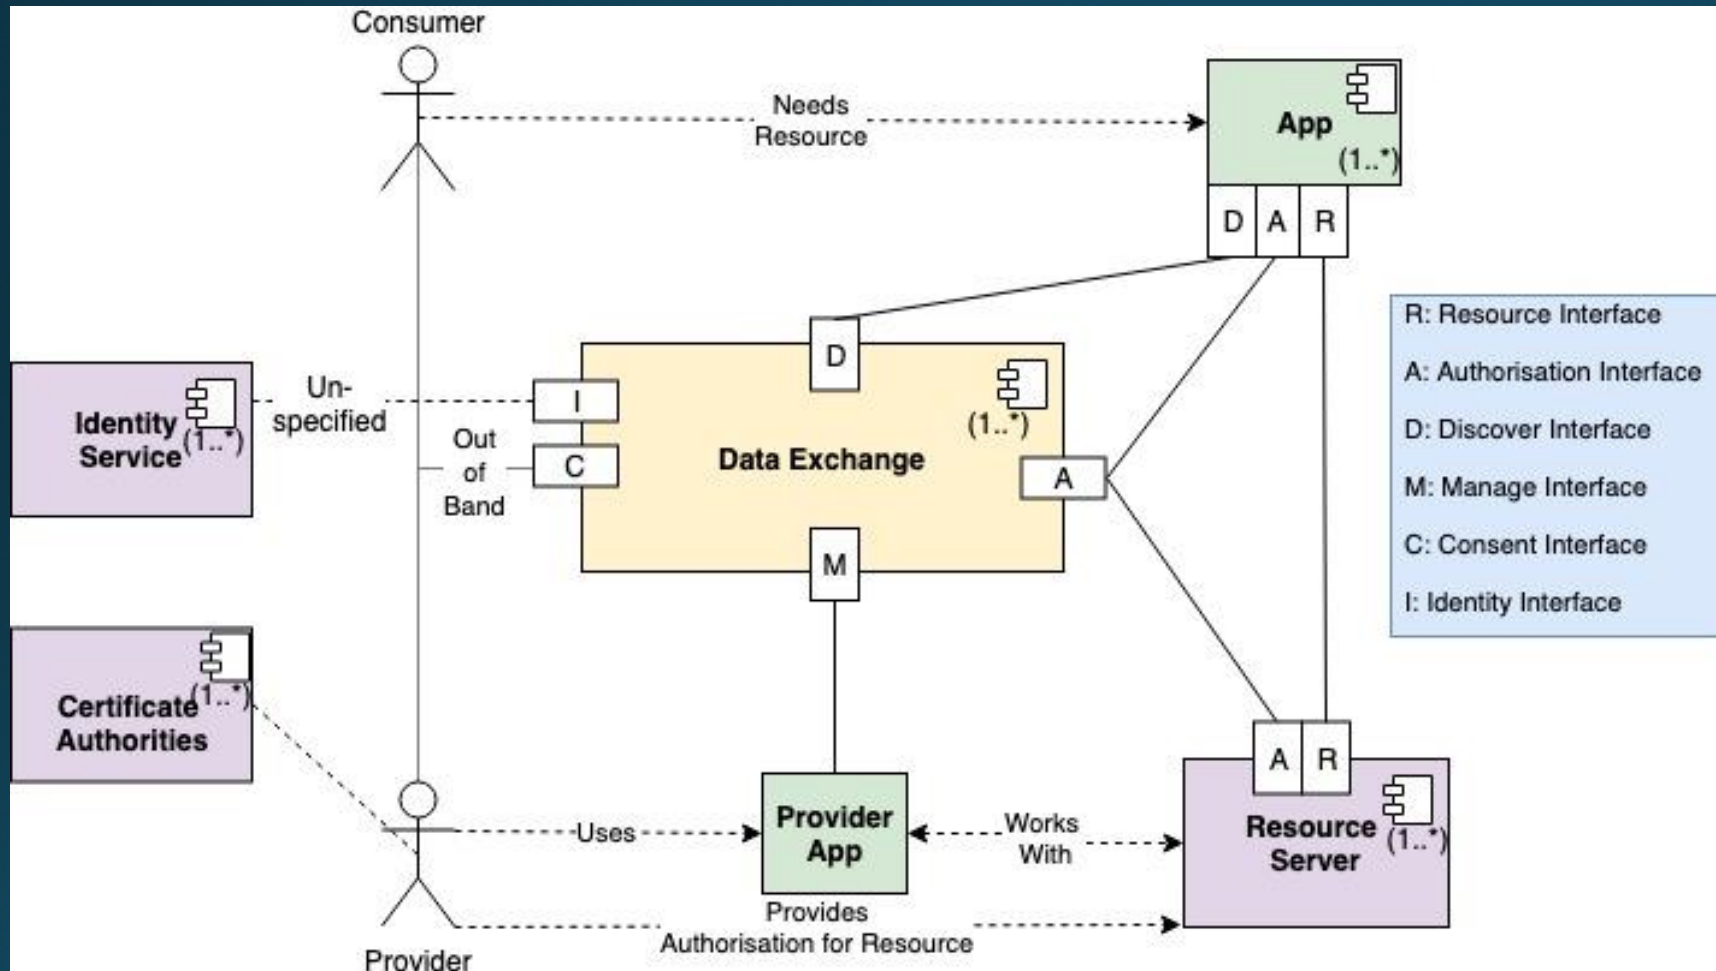 Consumer
Needs
Resource
App
(1..*)
D
A
R
R: Resource Interface
A: Authorisation Interface
D: Discover Interface
M: Manage Interface
C: Consent Interface
I: Identity Interface
D
(1..*)
Data Exchange
I
C
A
M
Un-
specified
Out
of
Band
Identity
Service
(1..*)
Certificate
Authorities
(1..*)
Uses
Provider
App
Works
With
A
R
Resource
Server
(1..*)
Provides
Authorisation for Resource
Provider